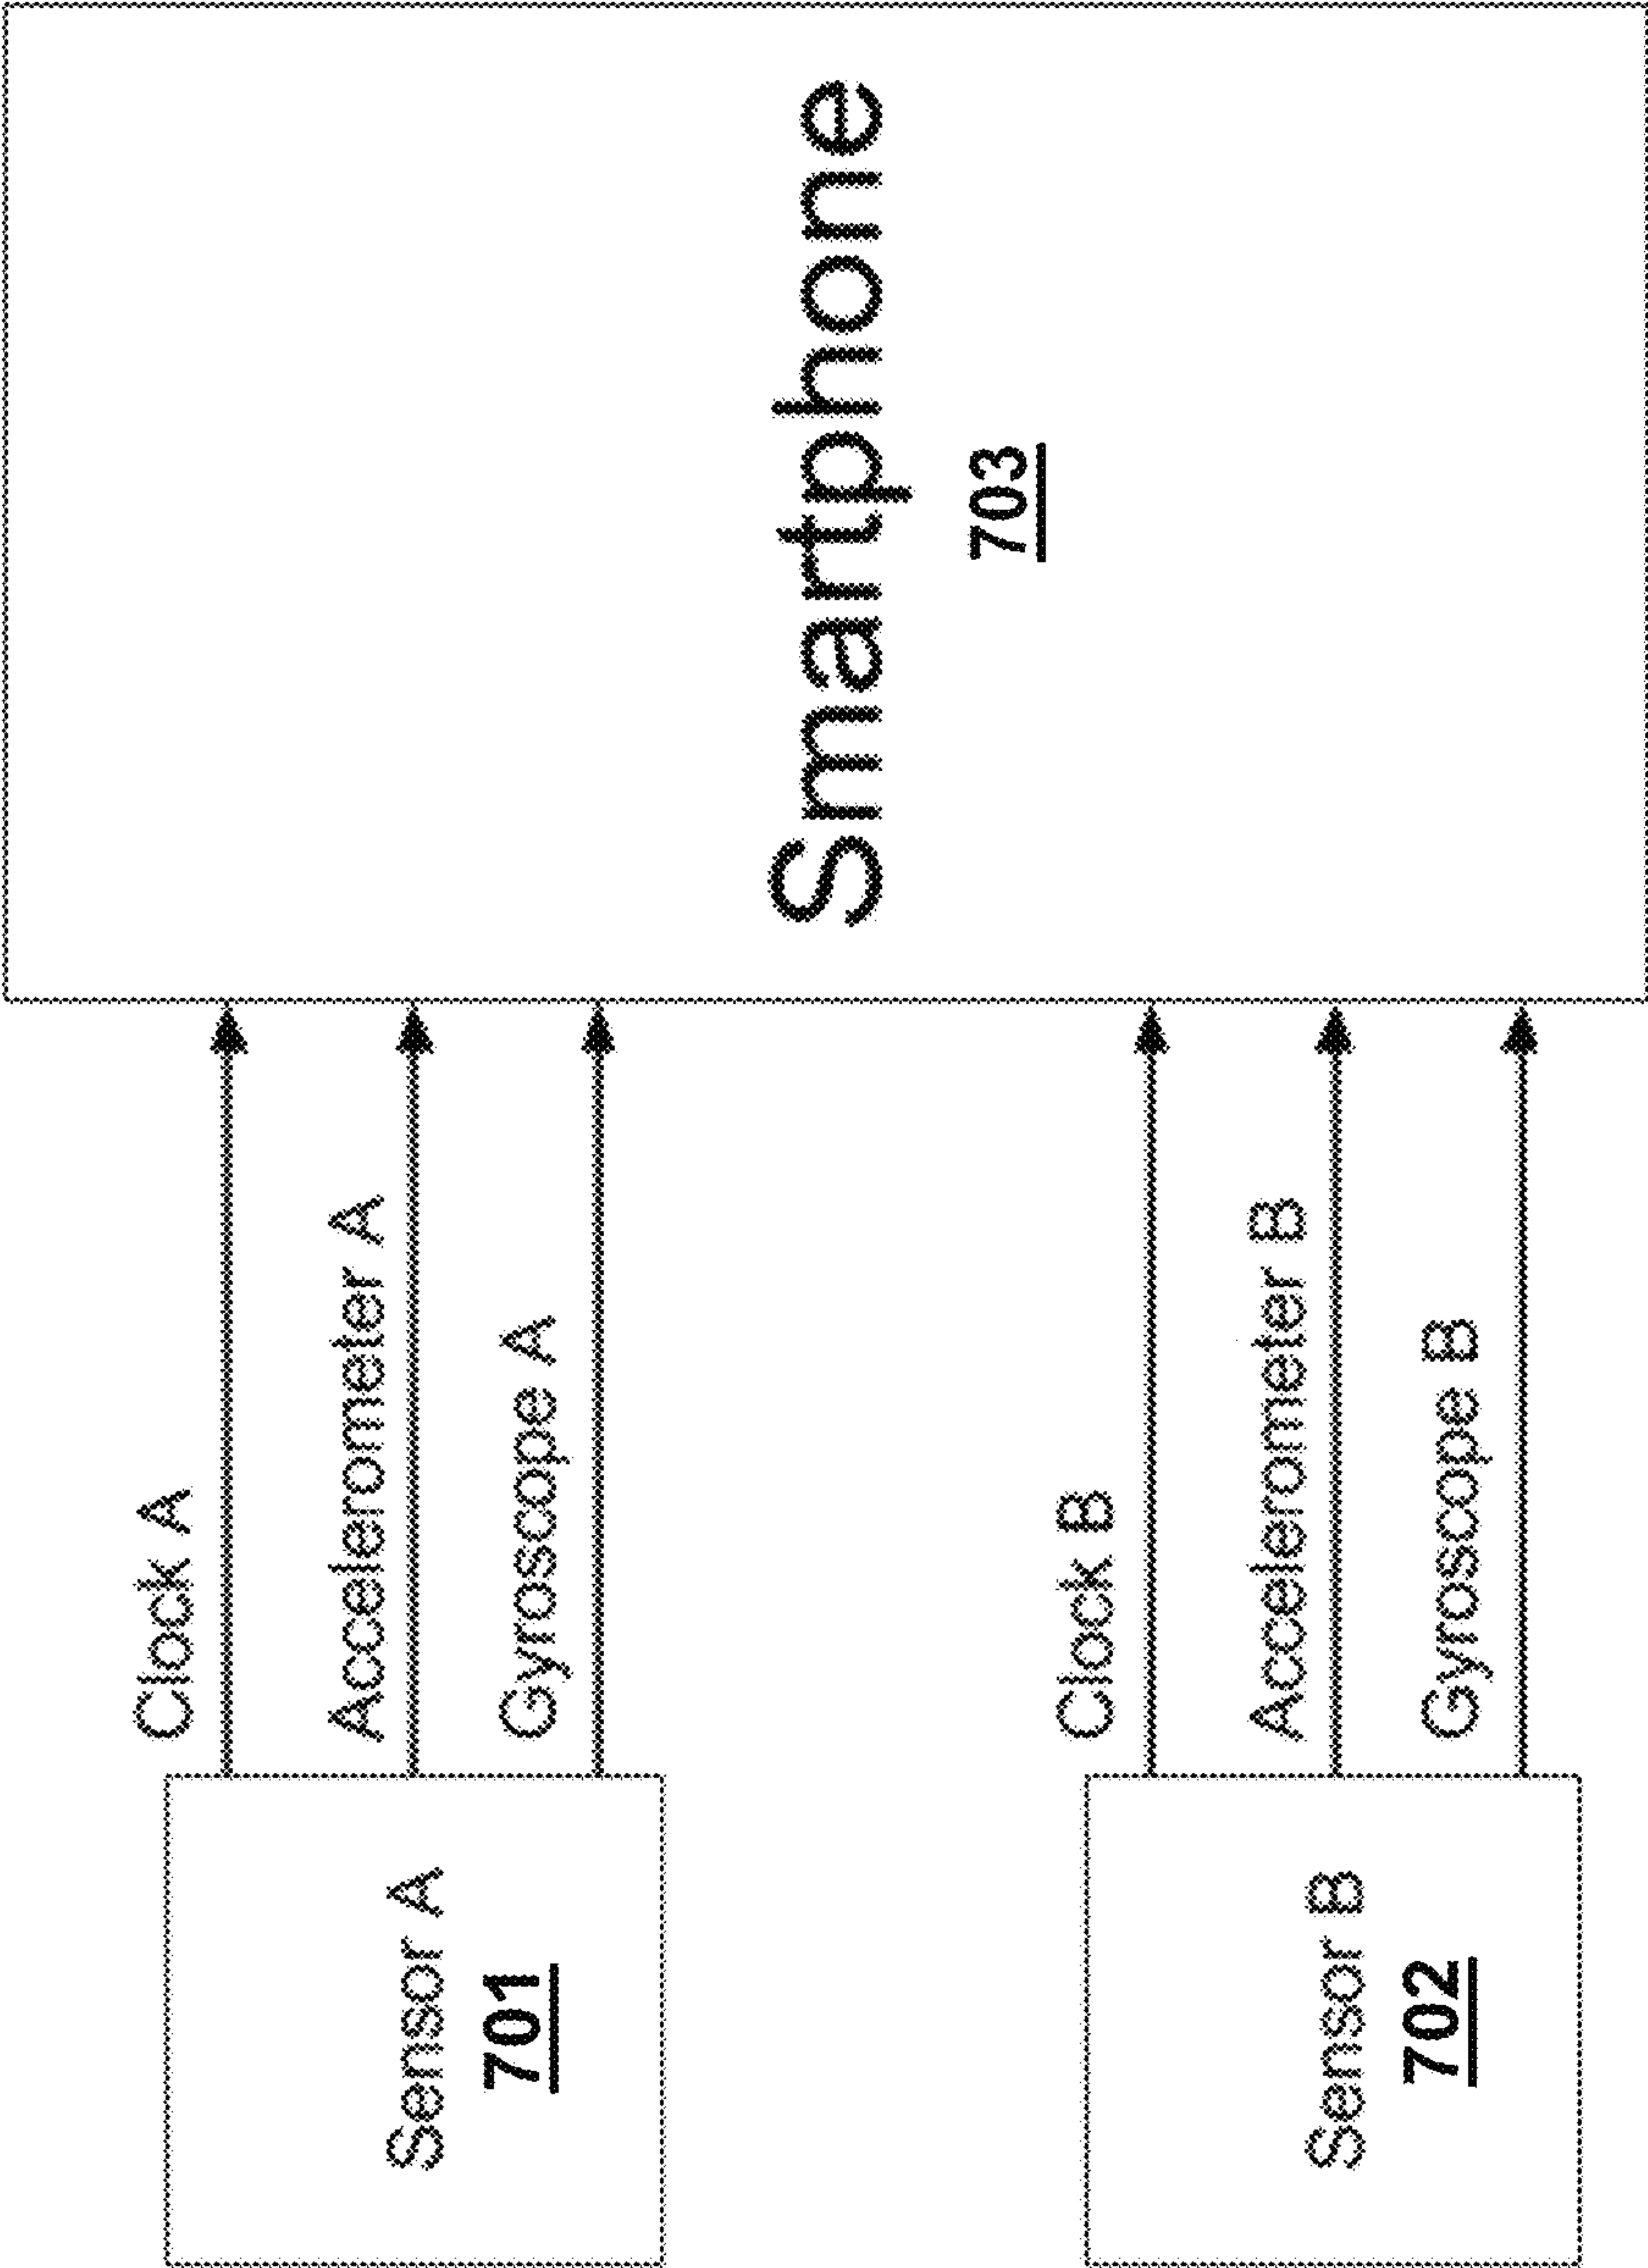 Sensor A
701
Clock A
Accelerometer A
Gyroscope A
Sensor B
702
Clock B
Accelerometer B
Gyroscope B
Smartphone
703